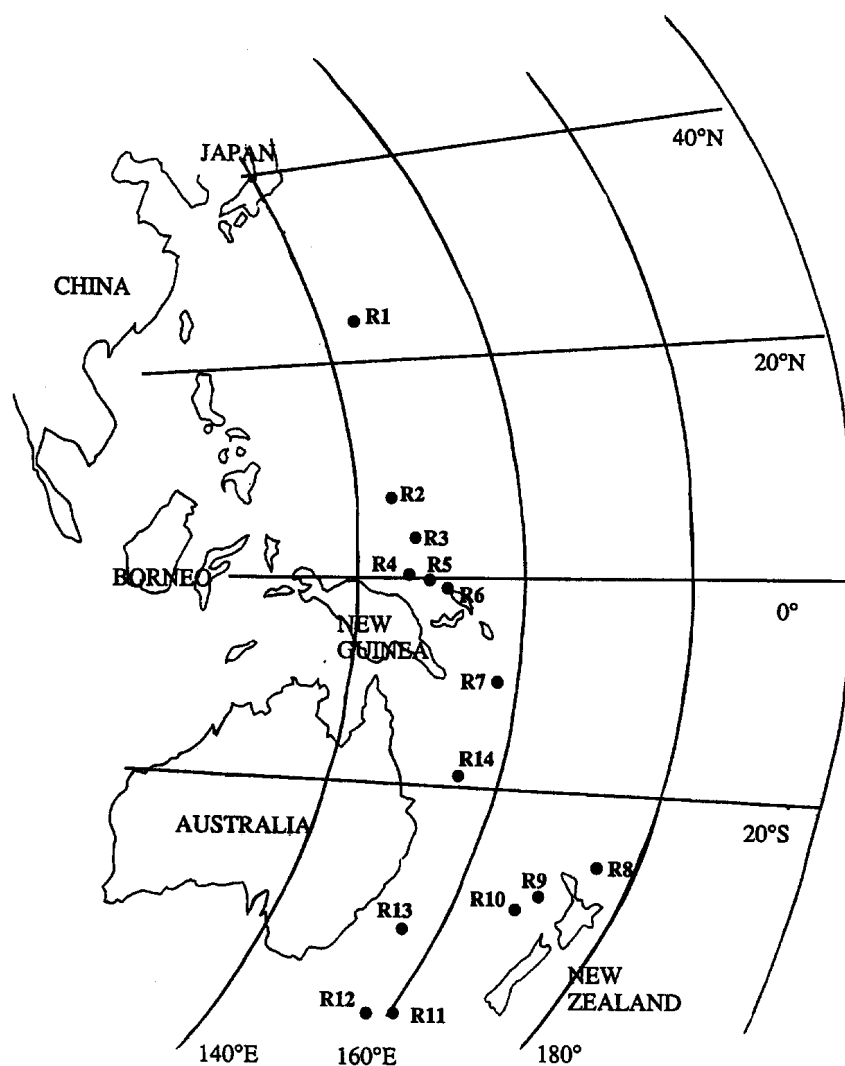 40°N
JAPAN
CHINA
R1
20°N
R2
R3
R4
R5
BORNEO
R6
0°
NEW
GUINEA
R7
R14
AUSTRALIA
20°S
R8
R9
R10
R13
NEW
ZEALAND
R12
R11
140°E
160°E
180°